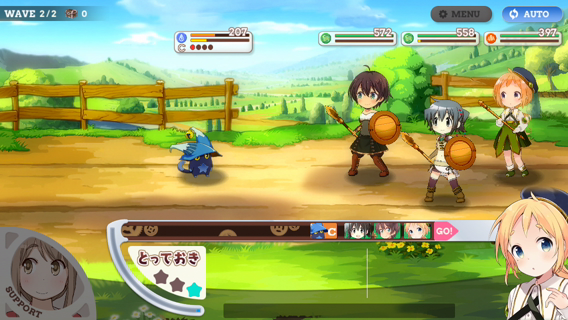 WAVE 2/2 0
MENU
AUTO
207
C
572
558
397
C
GO!
とっておき
SUPPORT